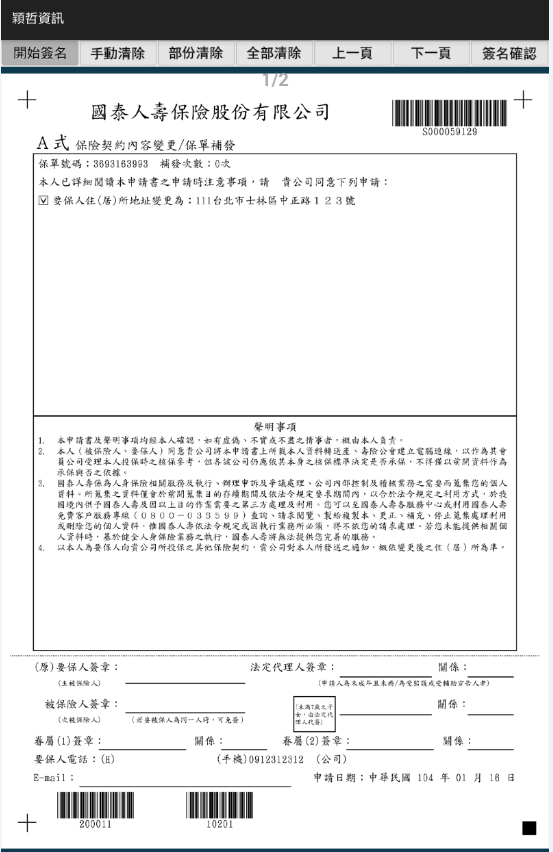 穎哲資訊
開始簽名 手動清除 部份清除 全部清除 上一頁 下一頁 簽名確認
1/2
國泰人壽保險股份有限公司
S000059129
A式 保險契約內容變更/保單補發
保單號碼：3693163993 補發次數：0次
本人已詳細閱讀本申請書之申請時注意事項，請 貴公司同意下列申請：
要保人住(居)所地址變更為：111台北市士林區中正路１２３號
聲明事項
1. 本申請書及聲明事項均經本人確認，如有虛偽、不實或不盡之情事者，概由本人負責。
2. 本人（被保險人、要保人）同意貴公司將本申請書上所載本人資料轉送產、壽險公會建立電腦連線，以作為其會
員公司受理本人投保時之核保參考，但各該公司仍應依其本身之核保標準決定是否承保，不得僅以前開資料作為
承保與否之依據。
3. 國泰人壽係為人身保險相關服務及執行、辦理申訴及爭議處理、公司內部控制及稽核業務之需要而蒐集您的個人
資料。所蒐集之資料僅會於前開蒐集目的存續期間及依法令規定要求期間內，以合於法令規定之利用方式，於我
國境內供予國泰人壽及因以上目的作業需要之第三方處理及利用。您可以至國泰人壽各服務中心或利用國泰人壽
免費客戶服務專線（０８００－０３６５９９）查詢、請求閱覽、製給複製本、更正、補充、停止蒐集處理利用
或刪除您的個人資料，惟國泰人壽依法令規定或因執行業務所必須，得不依您的請求處理。若您未能提供相關個
人資料時，基於健全人身保險業務之執行，國泰人壽將無法提供您完善的服務。
4. 以本人為要保人向貴公司所投保之其他保險契約，貴公司對本人所發送之通知，概依變更後之住（居）所為準。
(原)要保人簽章： 法定代理人簽章： 關係：
(主被保險人) (申請人為未成年且未婚/為受監護或受輔助宣告人者)
被保險人簽章： (未滿7歲之子女，由法定代理人代簽) 關係：
(次被保險人) (若要被保人為同一人時，可免簽)
眷屬(1)簽章： 關係： 眷屬(2)簽章： 關係：
要保人電話：(H) (手機)0912312312 (公司)
E-mail： 申請日期：中華民國 104 年 01 月 16 日
200011 10201